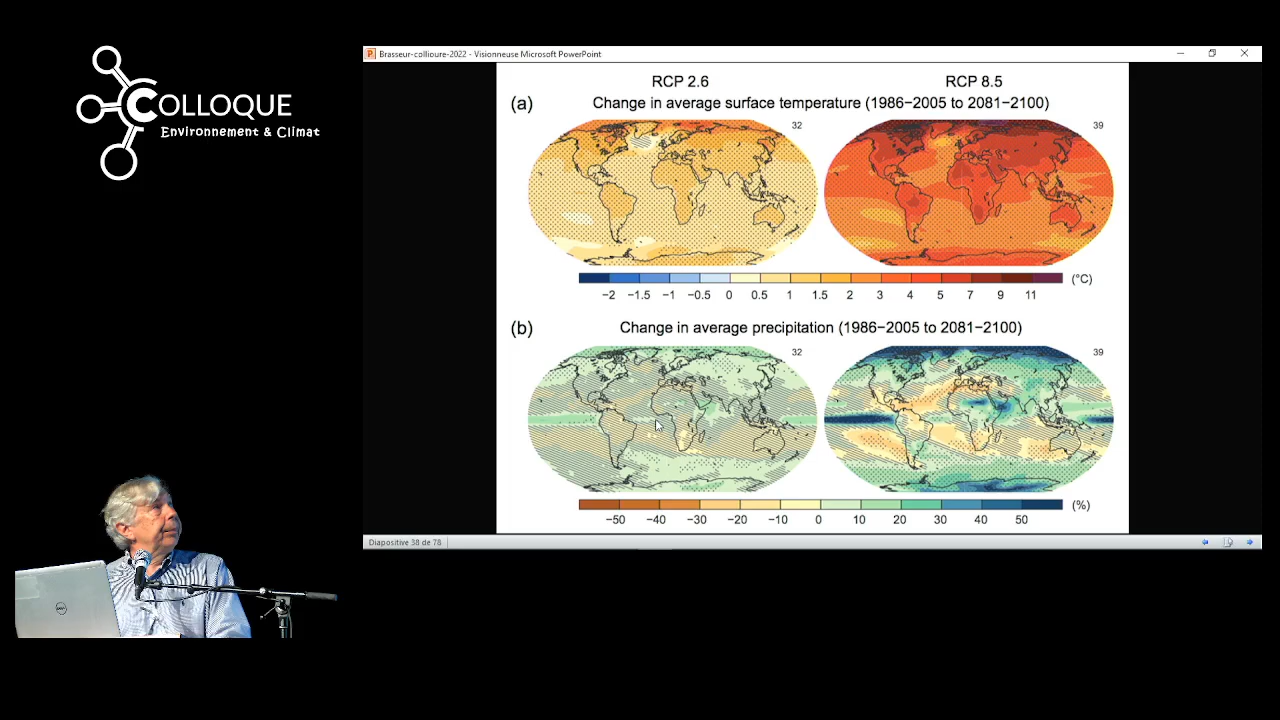 COLLOQUE
Environnement & Climat
Brasseur-collioure-2022 - Visionneuse Microsoft PowerPoint
RCP 2.6 RCP 8.5
(a) Change in average surface temperature (1986−2005 to 2081−2100)
32 39
−2 −1.5 −1 −0.5 0 0.5 1 1.5 2 3 4 5 7 9 11 (°C)
(b) Change in average precipitation (1986−2005 to 2081−2100)
32 39
−50 −40 −30 −20 −10 0 10 20 30 40 50 (%)
Diapositive 38 de 78
DELL